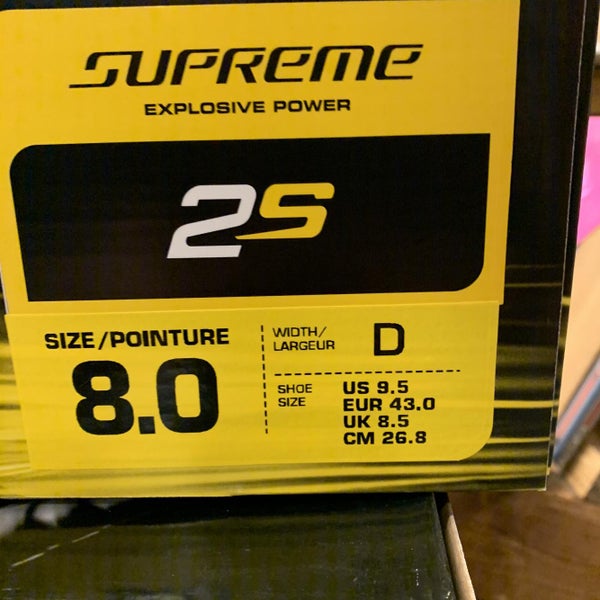 SUPREME
EXPLOSIVE POWER
2S
SIZE/POINTURE
8.0
WIDTH/
LARGEUR
D
SHOE
SIZE
US 9.5
EUR 43.0
UK 8.5
CM 26.8